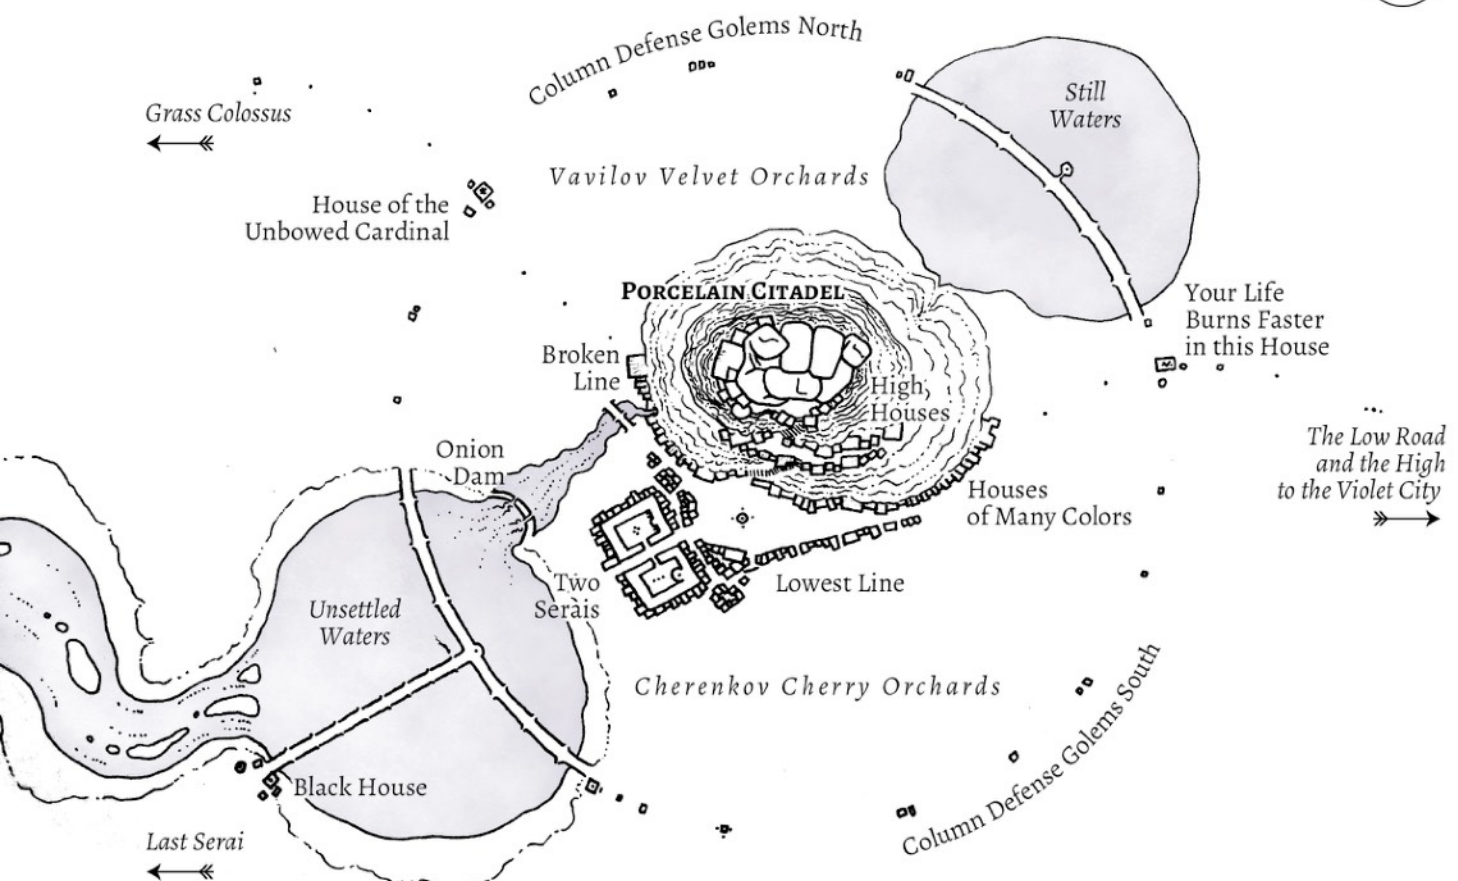 Column Defense Golems North
Grass Colossus
Still
Waters
Vavilov Velvet Orchards
House of the
Unbowed Cardinal
PORCELAIN CITADEL
Your Life
Burns Faster
in this House
Broken
Line
High
Houses
Onion
Dam
The Low Road
and the High
to the Violet City
Houses
of Many Colors
Two
Serais
Lowest Line
Unsettled
Waters
Cherenkov Cherry Orchards
Column Defense Golems South
Black House
Last Serai